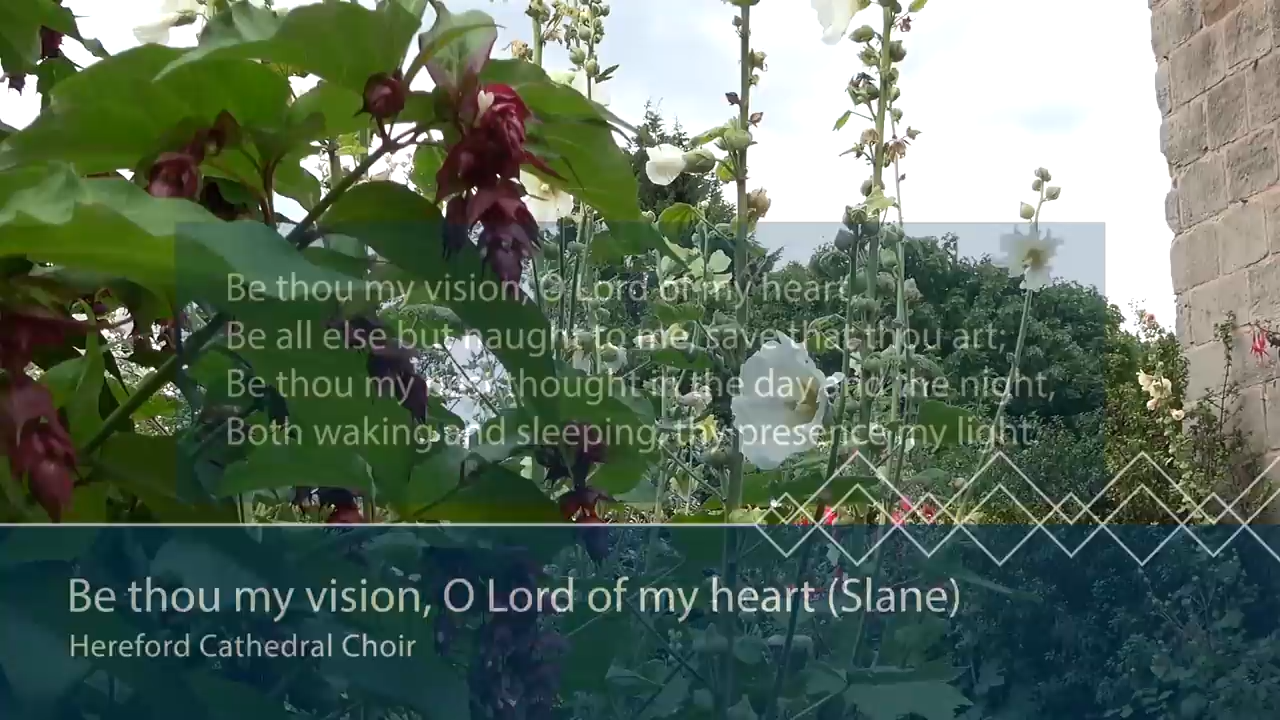 Be thou my vision, O Lord of my heart
Be all else but naught to me, save that thou art;
Be thou my best thought in the day and the night,
Both waking and sleeping, thy presence my light.
Be thou my vision, O Lord of my heart (Slane)
Hereford Cathedral Choir